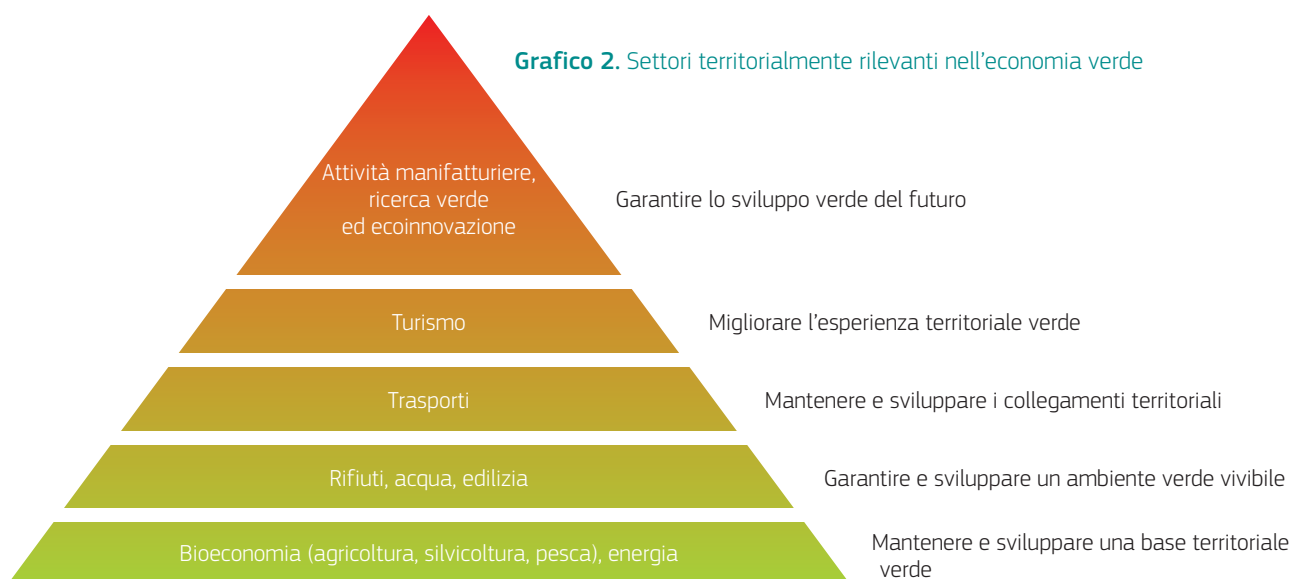 Grafico 2. Settori territorialmente rilevanti nell'economia verde
Attività manifatturiere,
ricerca verde
ed ecoinnovazione
Garantire lo sviluppo verde del futuro
Turismo
Migliorare l'esperienza territoriale verde
Trasporti
Mantenere e sviluppare i collegamenti territoriali
Rifiuti, acqua, edilizia
Garantire e sviluppare un ambiente verde vivibile
Bioeconomia (agricoltura, silvicoltura, pesca), energia
Mantenere e sviluppare una base territoriale
verde